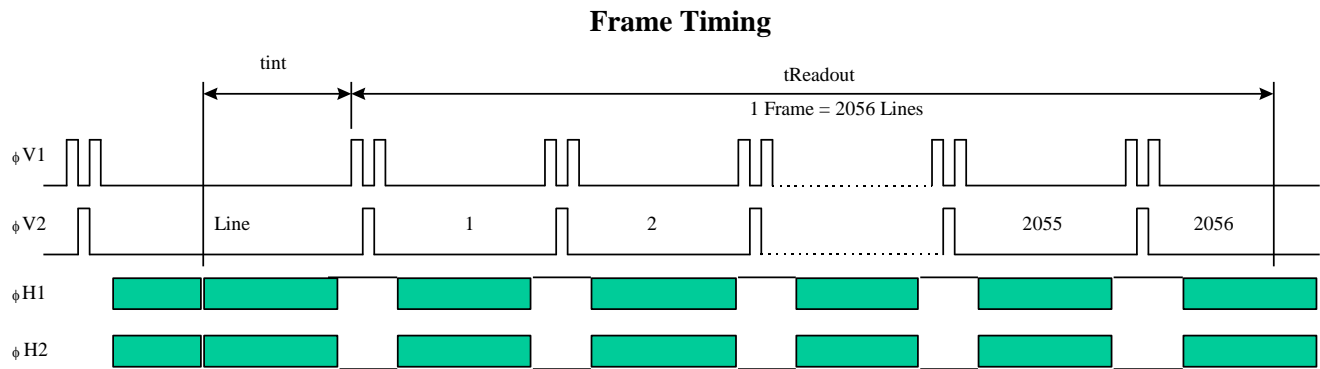 Frame Timing
tint
tReadout
1 Frame = 2056 Lines
ϕV1
ϕV2
Line
1
2
2055
2056
ϕH1
ϕH2